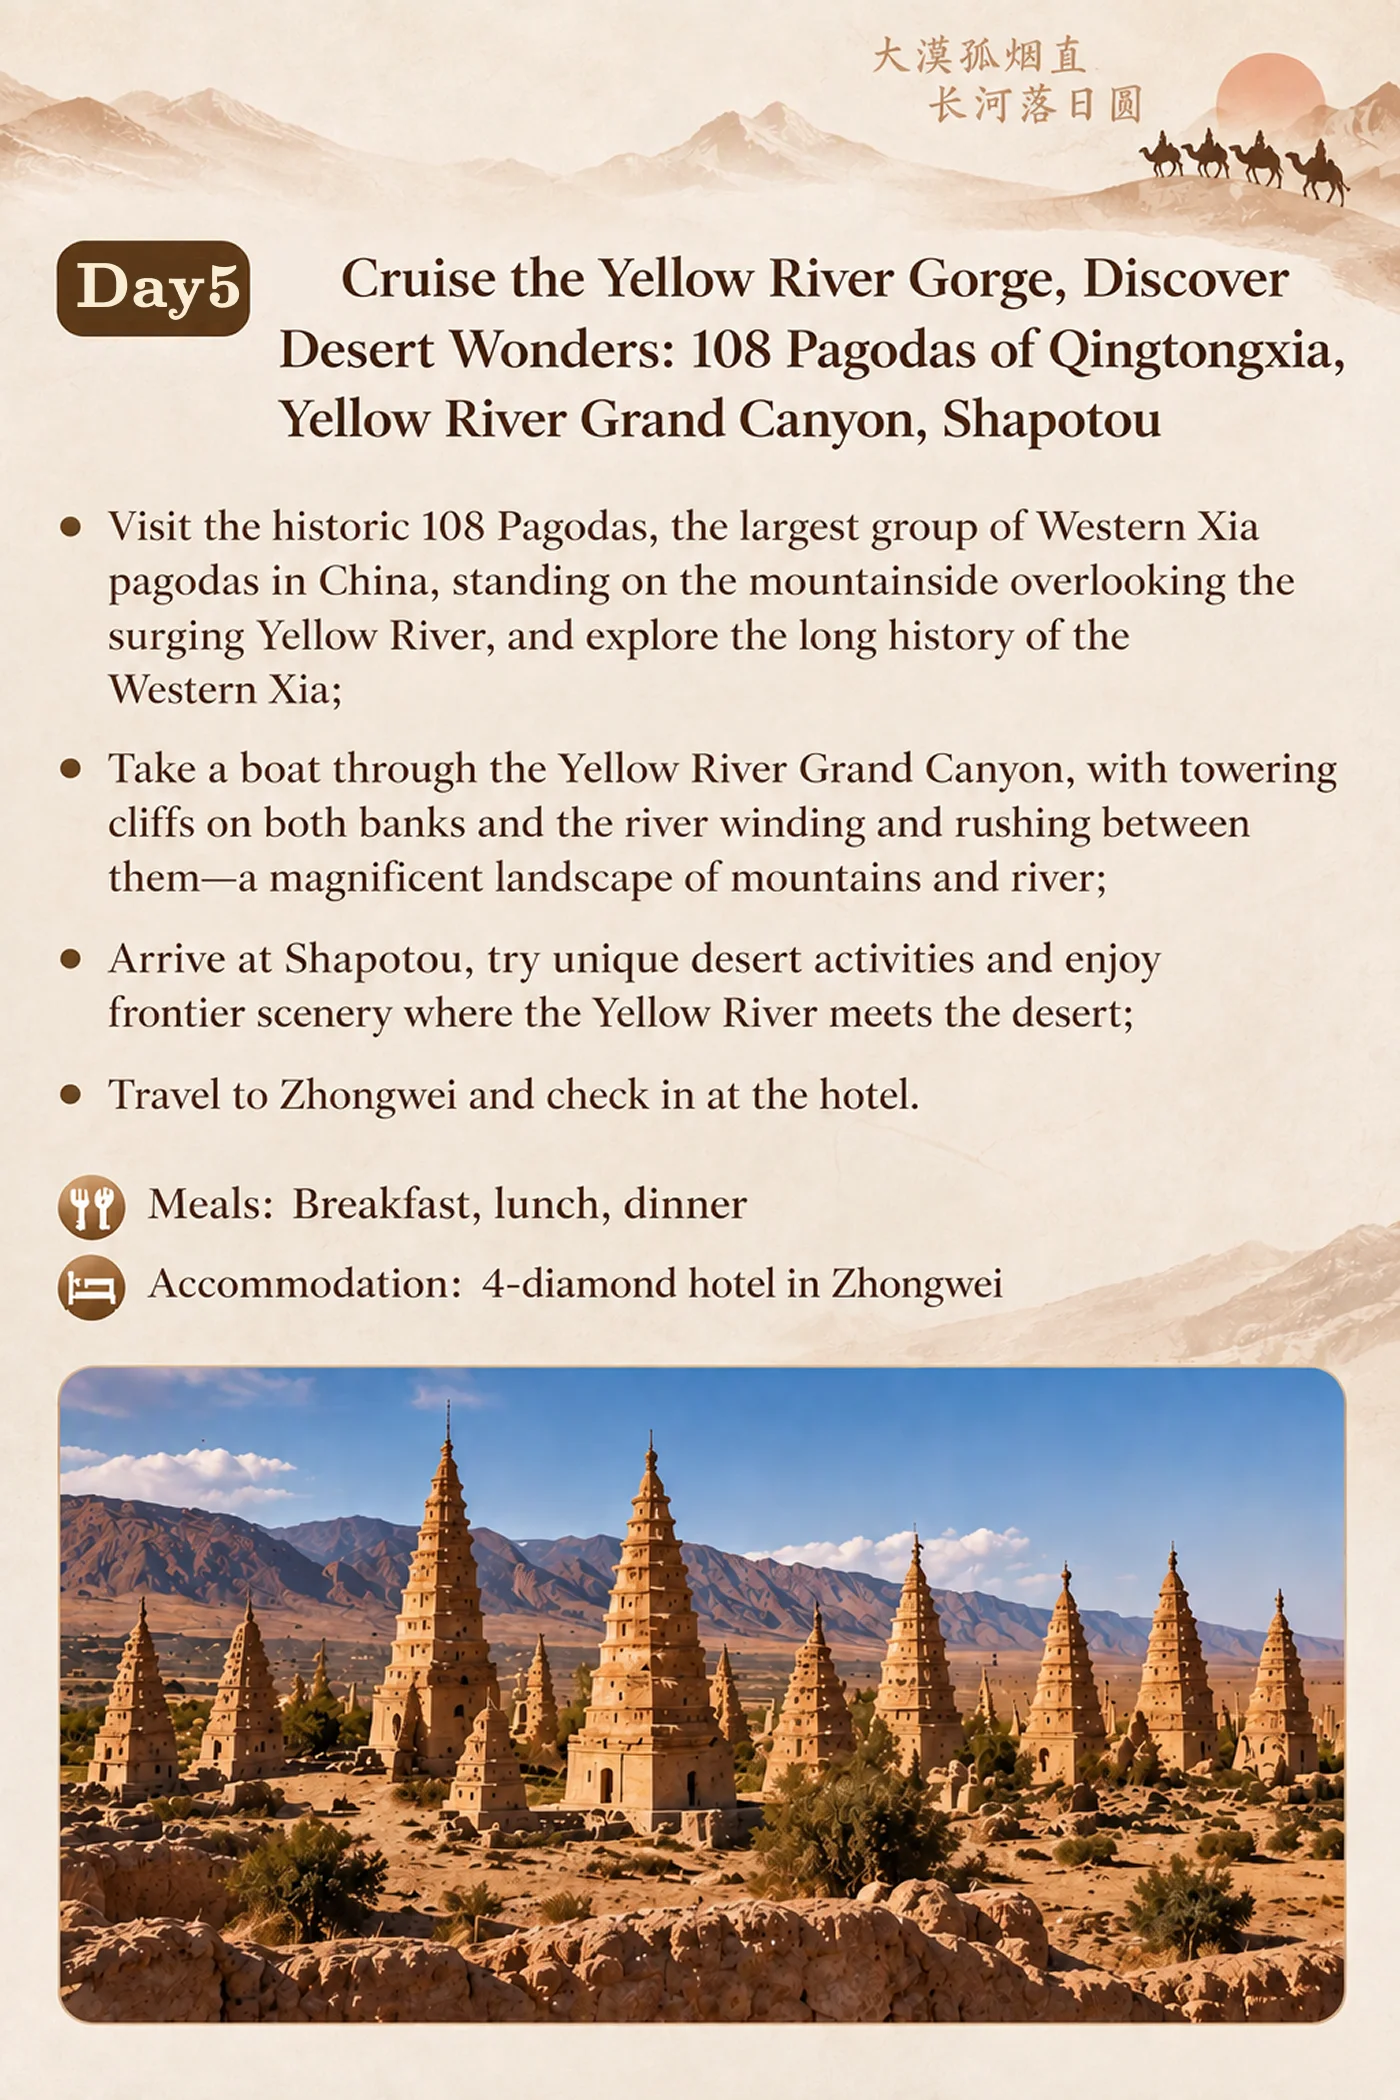 大漠孤烟直
长河落日圆
Day5
Cruise the Yellow River Gorge, Discover
Desert Wonders: 108 Pagodas of Qingtongxia,
Yellow River Grand Canyon, Shapotou
• Visit the historic 108 Pagodas, the largest group of Western Xia
pagodas in China, standing on the mountainside overlooking the
surging Yellow River, and explore the long history of the
Western Xia;
• Take a boat through the Yellow River Grand Canyon, with towering
cliffs on both banks and the river winding and rushing between
them—a magnificent landscape of mountains and river;
• Arrive at Shapotou, try unique desert activities and enjoy
frontier scenery where the Yellow River meets the desert;
• Travel to Zhongwei and check in at the hotel.
Meals: Breakfast, lunch, dinner
Accommodation: 4-diamond hotel in Zhongwei